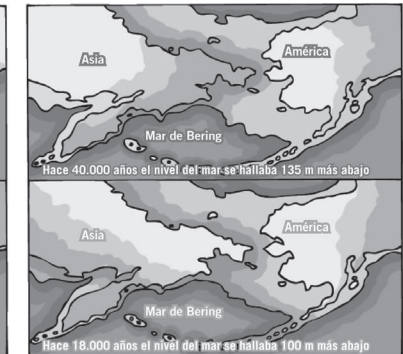 Asia
América
Mar de Bering
Hace 40.000 años el nivel del mar se hallaba 135 m más abajo
Asia
América
Mar de Bering
Hace 18.000 años el nivel del mar se hallaba 100 m más abajo